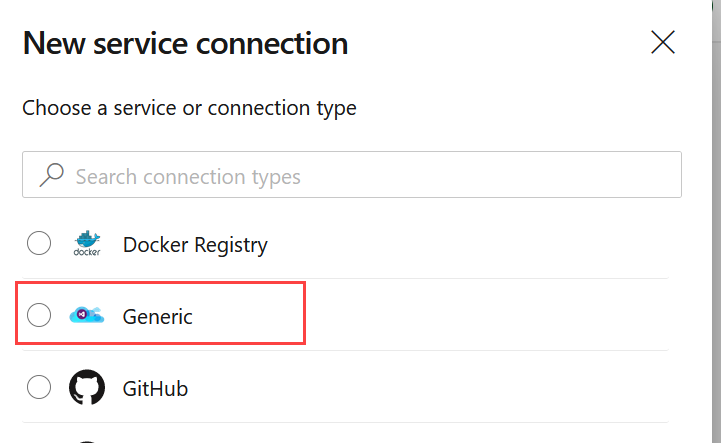 New service connection
Choose a service or connection type
Search connection types
docker
Docker Registry
Generic
GitHub